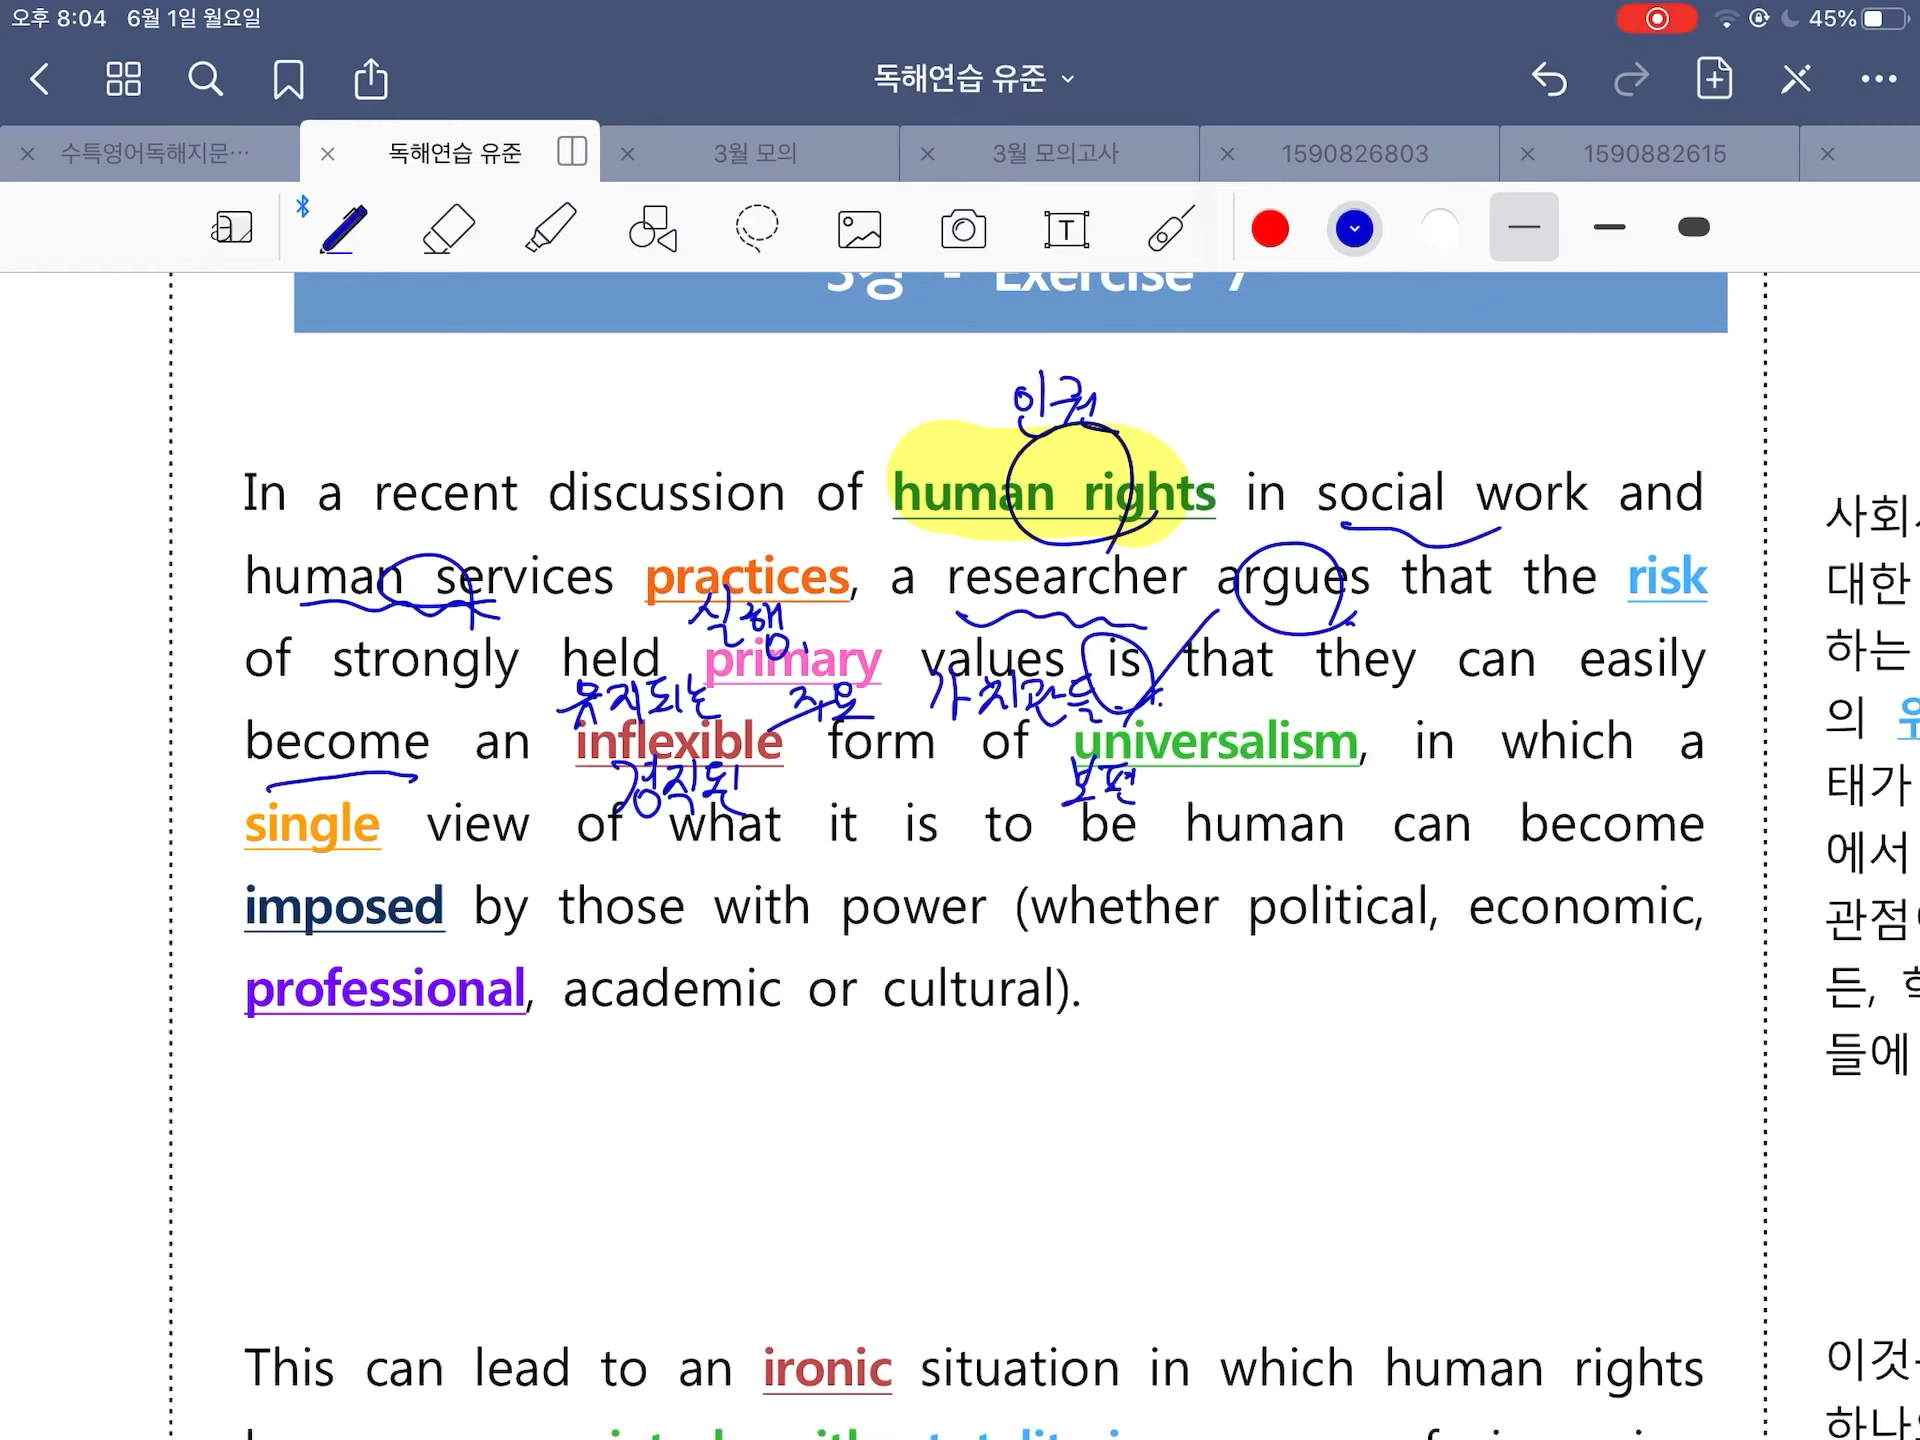 오후 8:04 6월 1일 월요일
45%
독해연습 유준
수특영어독해지문…
독해연습 유준
3월 모의
3월 모의고사
1590826803
1590882615
T
3강 - Exercise 7
인권
In a recent discussion of human rights in social work and
human services practices, a researcher argues that the risk
실행
of strongly held primary values is that they can easily
유지되는 주요 가치관들
become an inflexible form of universalism, in which a
경직된 보편
single view of what it is to be human can become
imposed by those with power (whether political, economic,
professional, academic or cultural).
This can lead to an ironic situation in which human rights
사회
대한
하는
의
태가
에서
관점
든,
들에
이것
하나